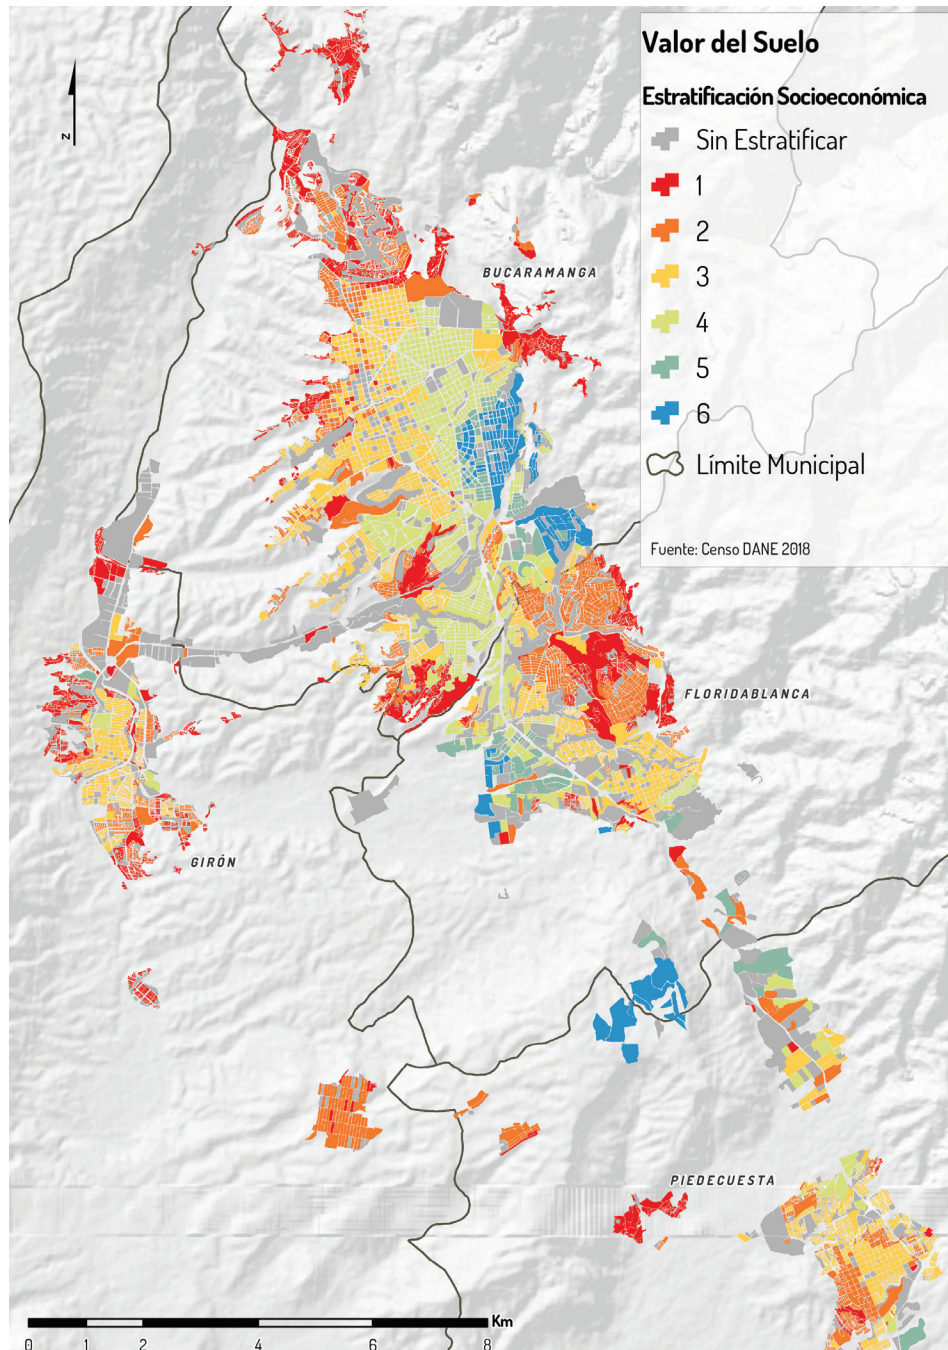 Valor del Suelo
Estratificación Socioeconómica
Sin Estratificar
1
2
3
4
5
6
Límite Municipal
Fuente: Censo DANE 2018
N
BUCARAMANGA
FLORIDABLANCA
GIRÓN
PIEDECUESTA
Km
0 1 2 4 6 8